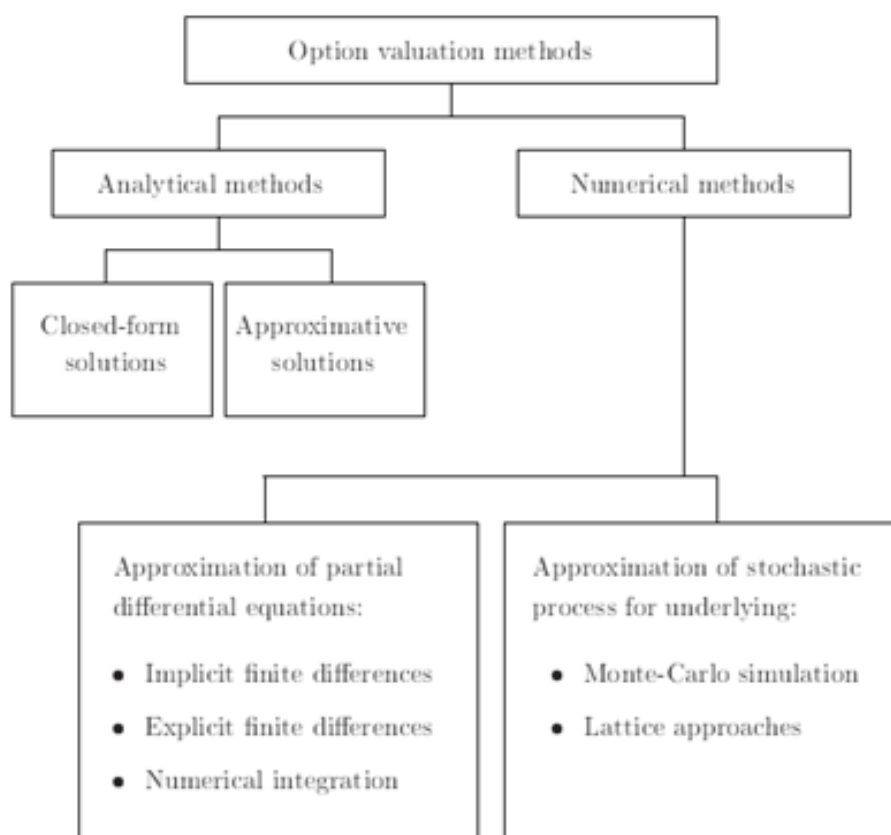 Option valuation methods
Analytical methods
Numerical methods
Closed-form
solutions
Approximative
solutions
Approximation of partial
differential equations:
• Implicit finite differences
• Explicit finite differences
• Numerical integration
Approximation of stochastic
process for underlying:
• Monte-Carlo simulation
• Lattice approaches